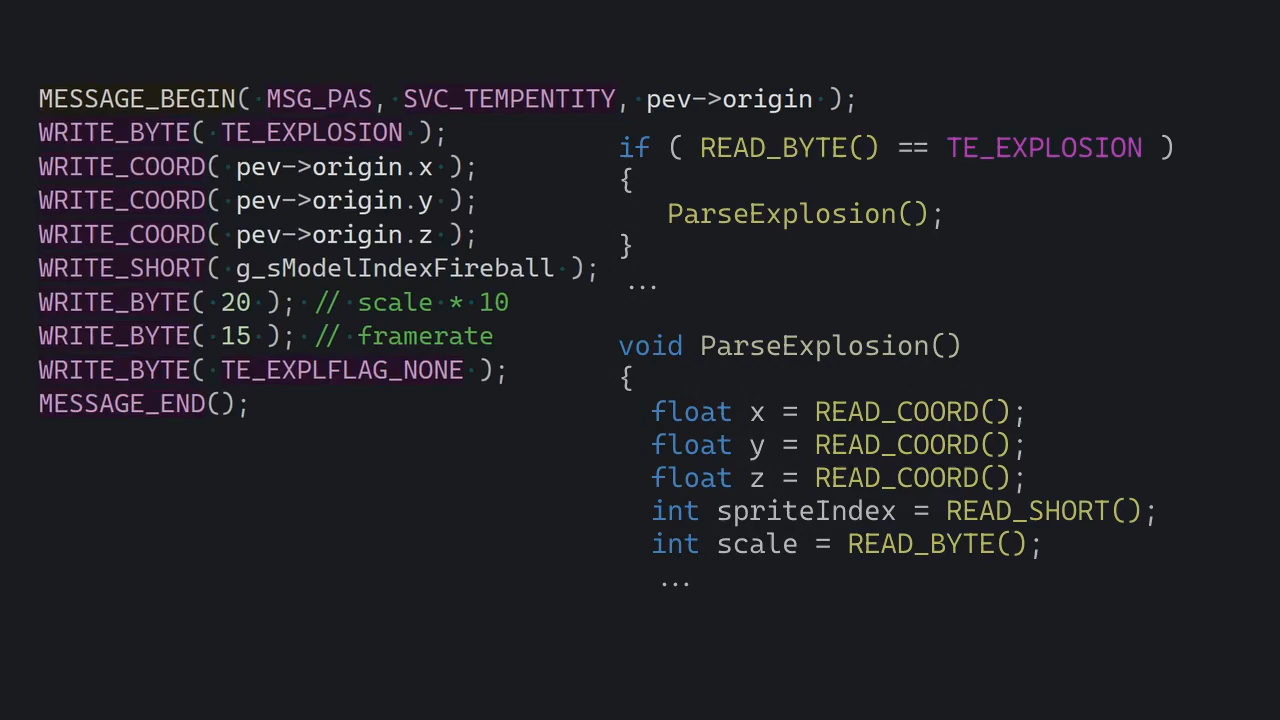 MESSAGE_BEGIN( MSG_PAS, SVC_TEMPENTITY, pev->origin );
WRITE_BYTE( TE_EXPLOSION );
WRITE_COORD( pev->origin.x );
WRITE_COORD( pev->origin.y );
WRITE_COORD( pev->origin.z );
WRITE_SHORT( g_sModelIndexFireball );
WRITE_BYTE( 20 ); // scale * 10
WRITE_BYTE( 15 ); // framerate
WRITE_BYTE( TE_EXPLFLAG_NONE );
MESSAGE_END();
if ( READ_BYTE() == TE_EXPLOSION )
{
ParseExplosion();
}
...
void ParseExplosion()
{
float x = READ_COORD();
float y = READ_COORD();
float z = READ_COORD();
int spriteIndex = READ_SHORT();
int scale = READ_BYTE();
...